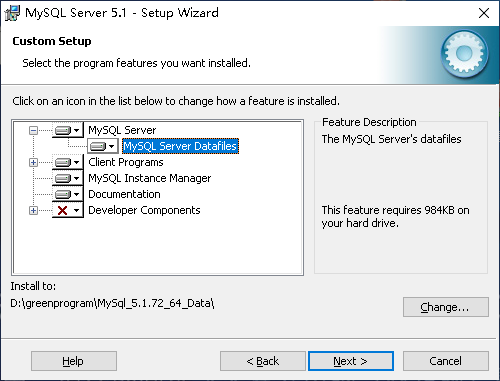 MySQL Server 5.1 - Setup Wizard
Custom Setup
Select the program features you want installed.
Click on an icon in the list below to change how a feature is installed.
MySQL Server
MySQL Server Datafiles
Client Programs
MySQL Instance Manager
Documentation
Developer Components
Feature Description
The MySQL Server's datafiles
This feature requires 984KB on
your hard drive.
Install to:
D:\greenprogram\MySql_5.1.72_64_Data\
Change...
Help
< Back
Next >
Cancel